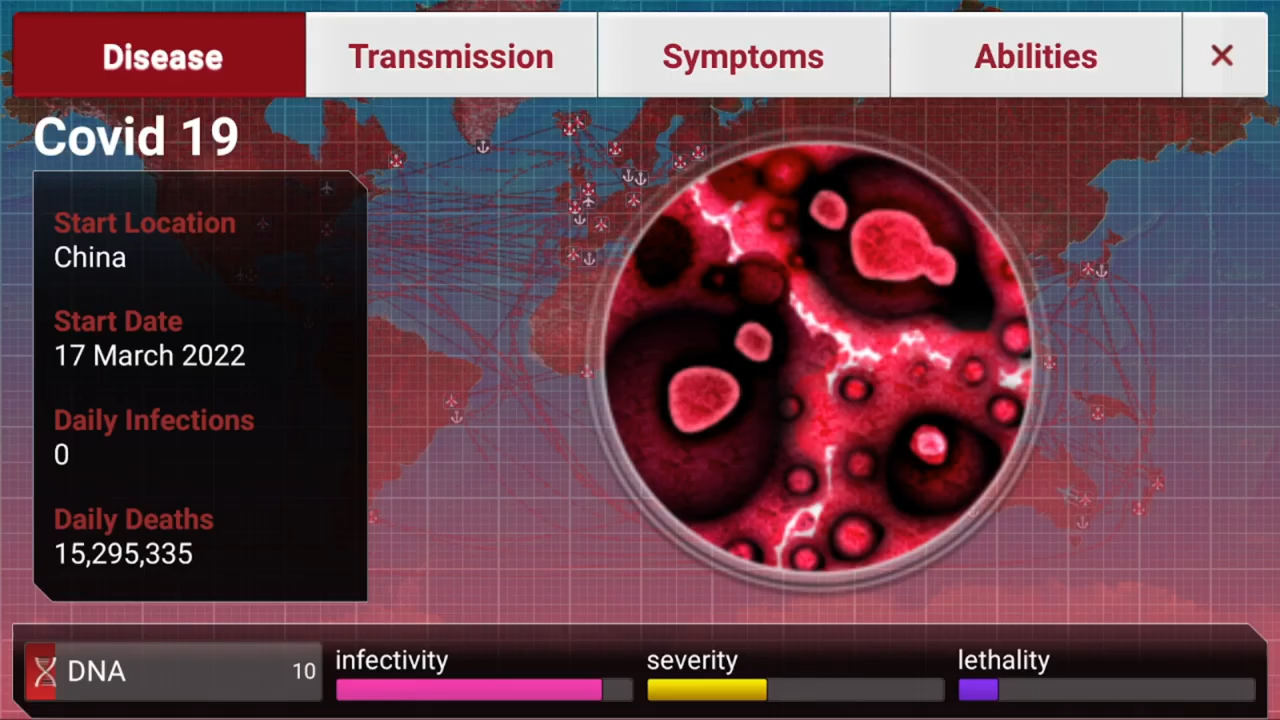 Disease
Transmission
Symptoms
Abilities
×
Covid 19
Start Location
China
Start Date
17 March 2022
Daily Infections
0
Daily Deaths
15,295,335
DNA
10
infectivity
severity
lethality